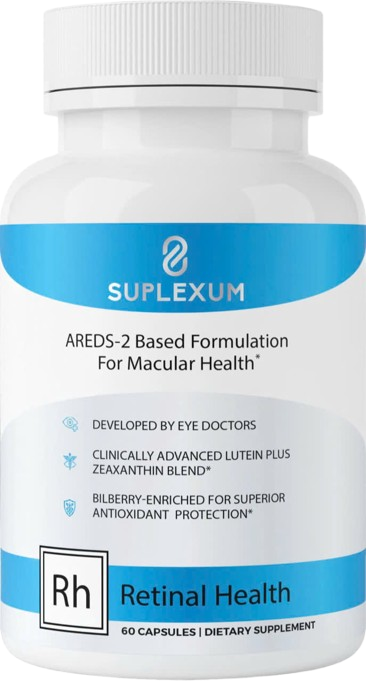 SUPLEXUM
AREDS-2 Based Formulation
For Macular Health*
DEVELOPED BY EYE DOCTORS
CLINICALLY ADVANCED LUTEIN PLUS
ZEAXANTHIN BLEND*
BILBERRY-ENRICHED FOR SUPERIOR
ANTIOXIDANT PROTECTION*
Rh Retinal Health
60 CAPSULES | DIETARY SUPPLEMENT